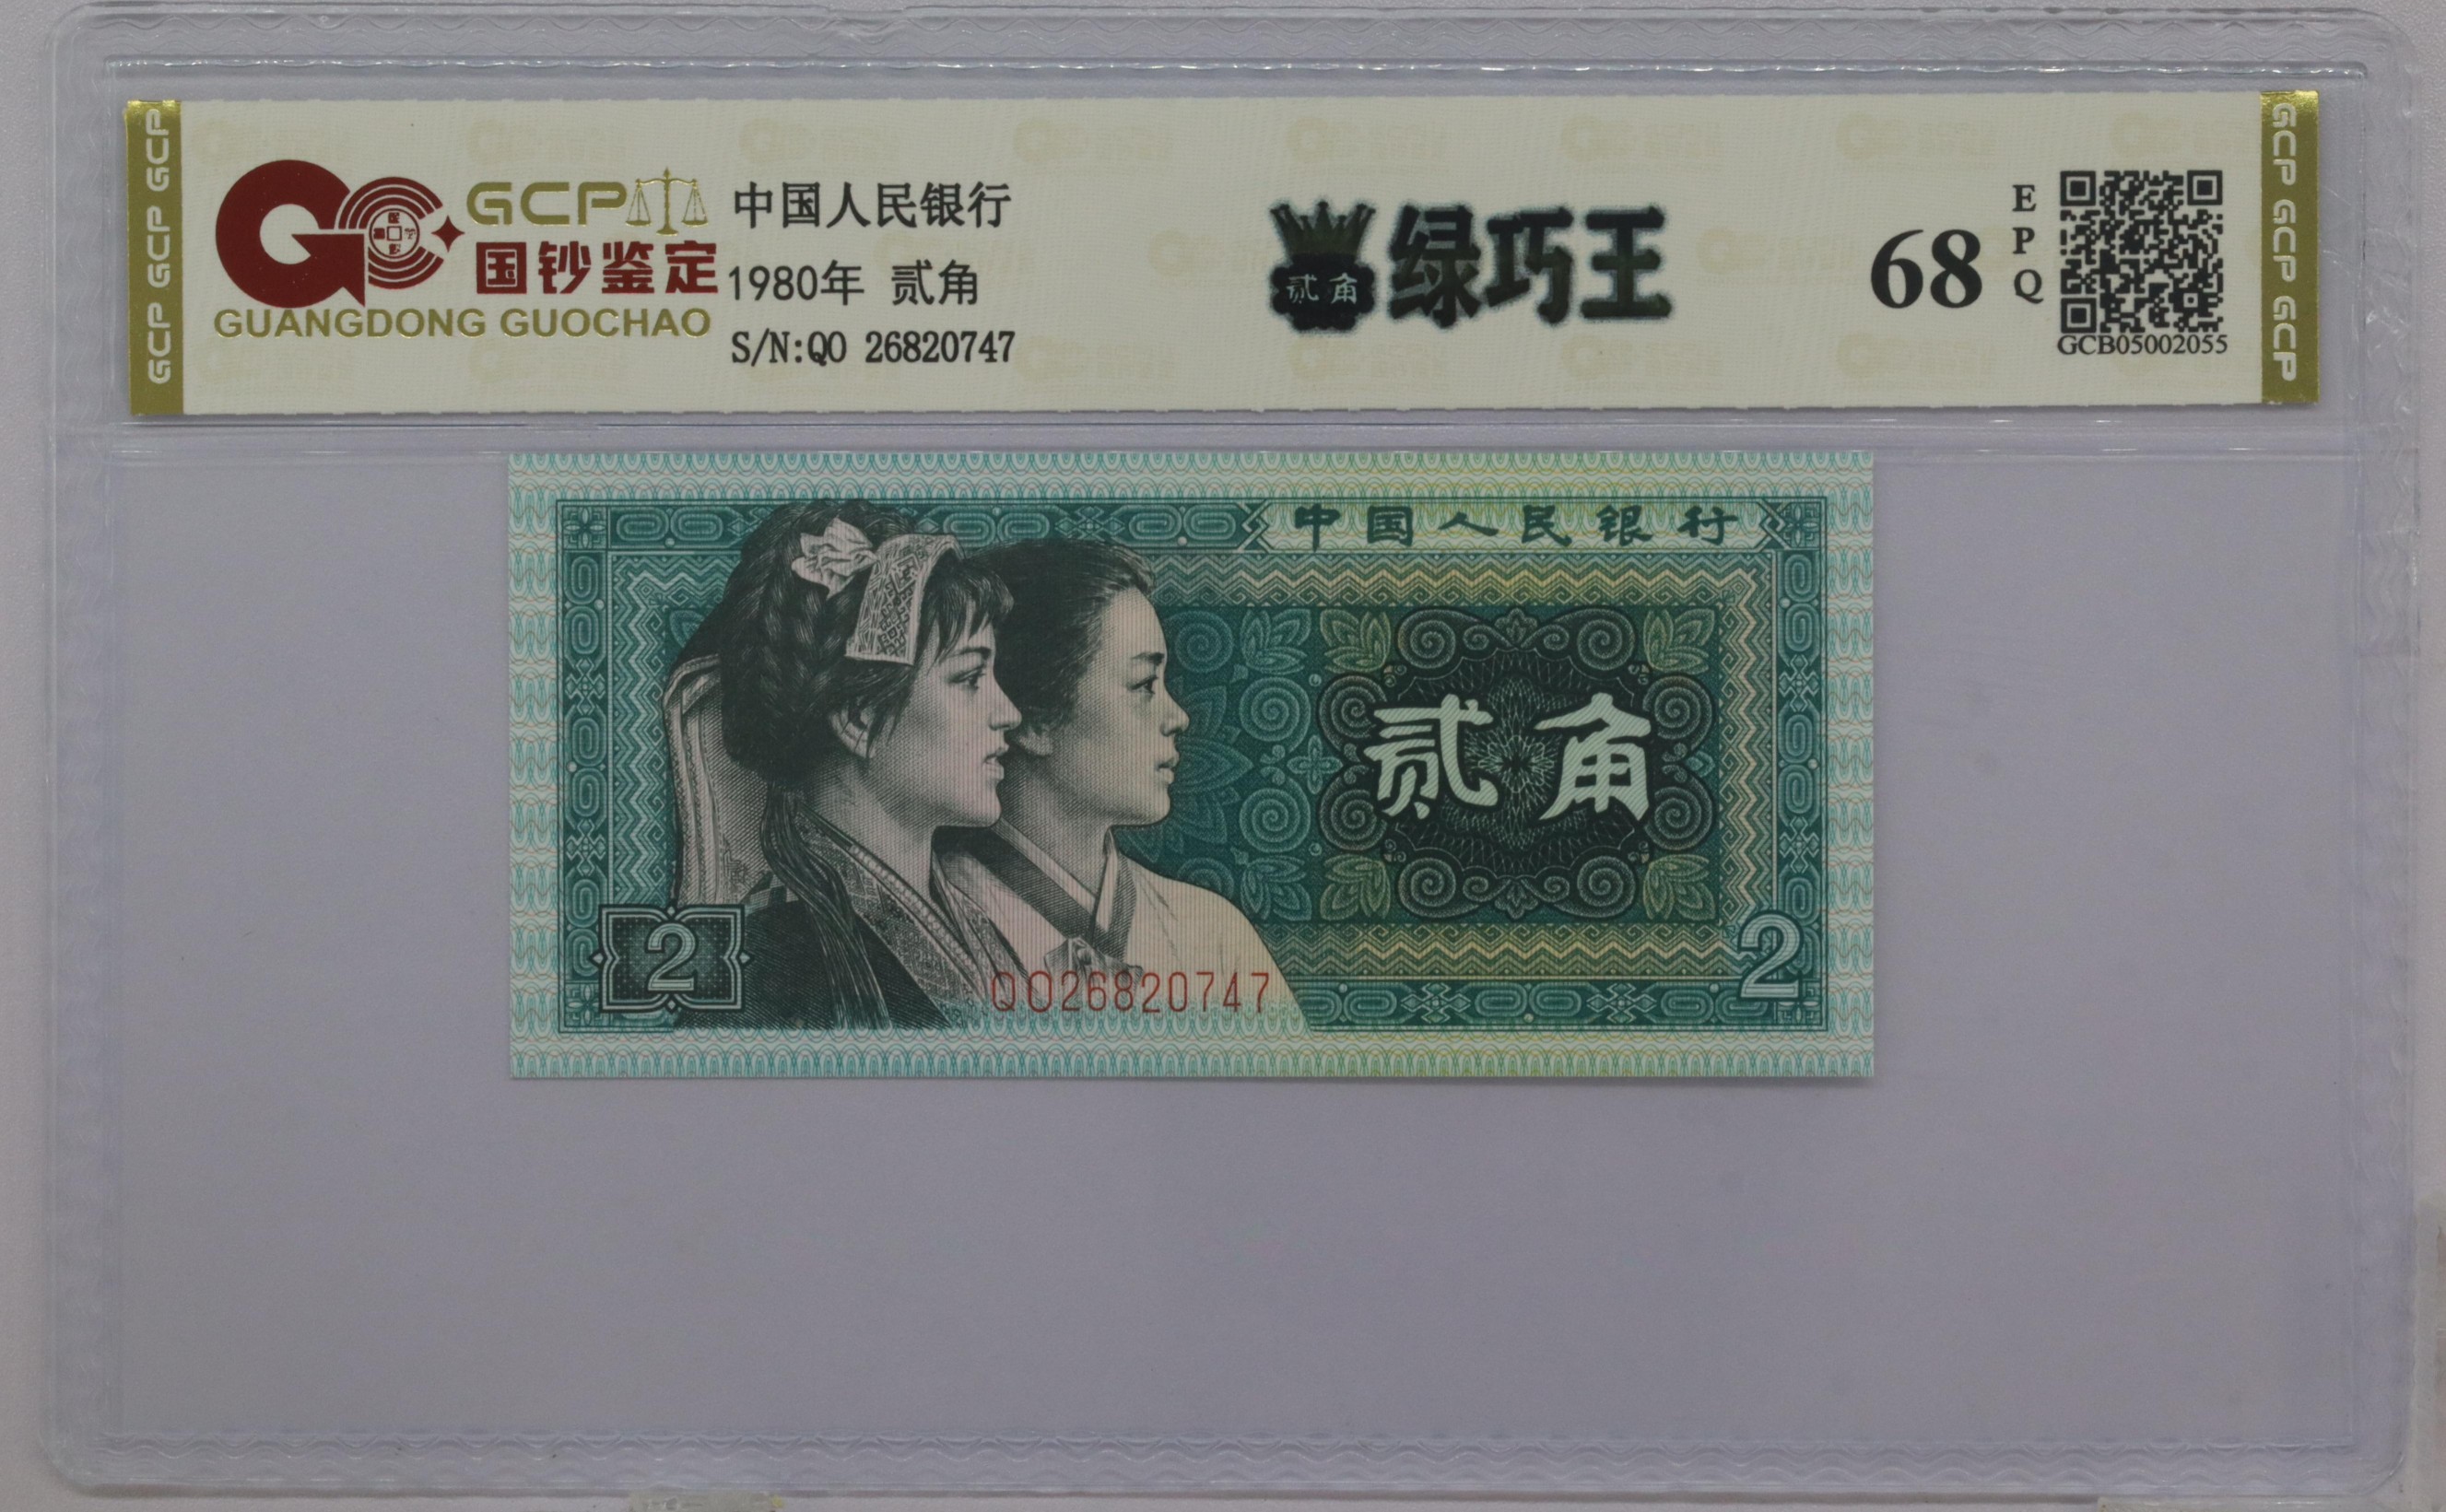 GCP GCP GCP
GCP
国钞鉴定
GUANGDONG GUOCHAO
中国人民银行
1980年 贰角
S/N:QO 26820747
贰角
绿巧王
68
EPQ
GCB05002055
GCP GCP GCP
中国人民银行
贰角
2
QO26820747
2